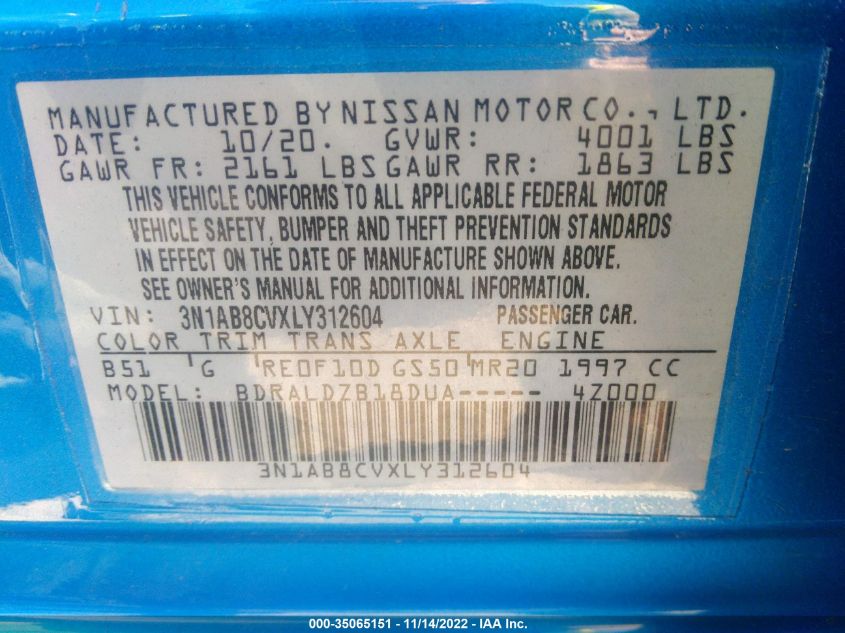 MANUFACTURED BY NISSAN MOTOR CO., LTD.
DATE: 10/20. GVWR: 4001 LBS
GAWR FR: 2161 LBS GAWR RR: 1863 LBS
THIS VEHICLE CONFORMS TO ALL APPLICABLE FEDERAL MOTOR
VEHICLE SAFETY, BUMPER AND THEFT PREVENTION STANDARDS
IN EFFECT ON THE DATE OF MANUFACTURE SHOWN ABOVE.
SEE OWNER'S MANUAL FOR ADDITIONAL INFORMATION.
VIN: 3N1AB8CVXLY312604 PASSENGER CAR.
COLOR TRIM TRANS AXLE ENGINE
B51 'G 'RE0F10D GS50 'MR20 1997 CC
MODEL: BDRALDZB18DUA----- 4Z000
3N1AB8CVXLY312604
000-35065151 - 11/14/2022 - IAA Inc.